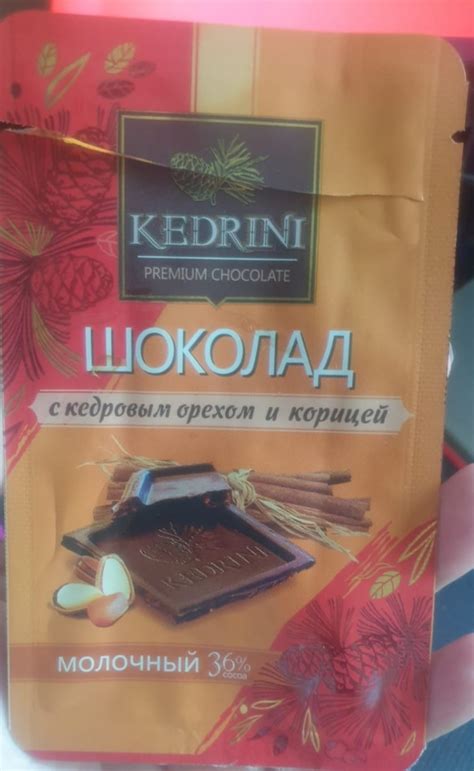 KEDRINI
PREMIUM CHOCOLATE
ШОКОЛАД
с кедровым орехом и корицей
KEDRINI
МОЛОЧНЫЙ 36%
COCOA